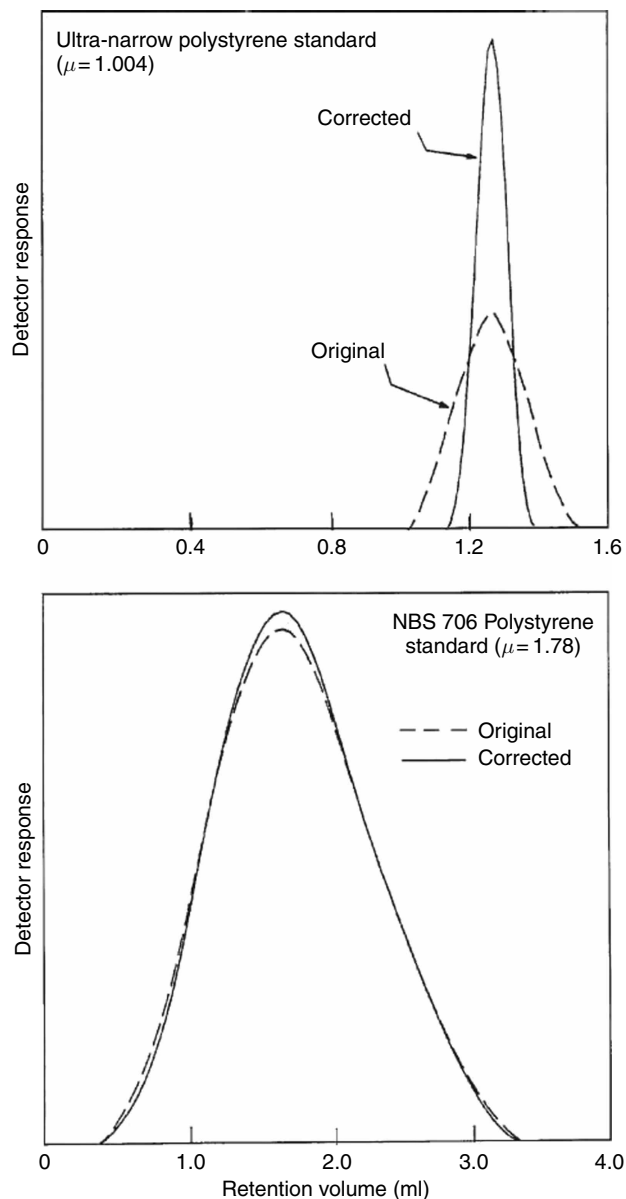 Ultra-narrow polystyrene standard
(μ= 1.004)
Corrected
Original
Detector response
0
0.4
0.8
1.2
1.6
NBS 706 Polystyrene
standard (μ= 1.78)
Original
Corrected
Detector response
0
1.0
2.0
3.0
4.0
Retention volume (ml)